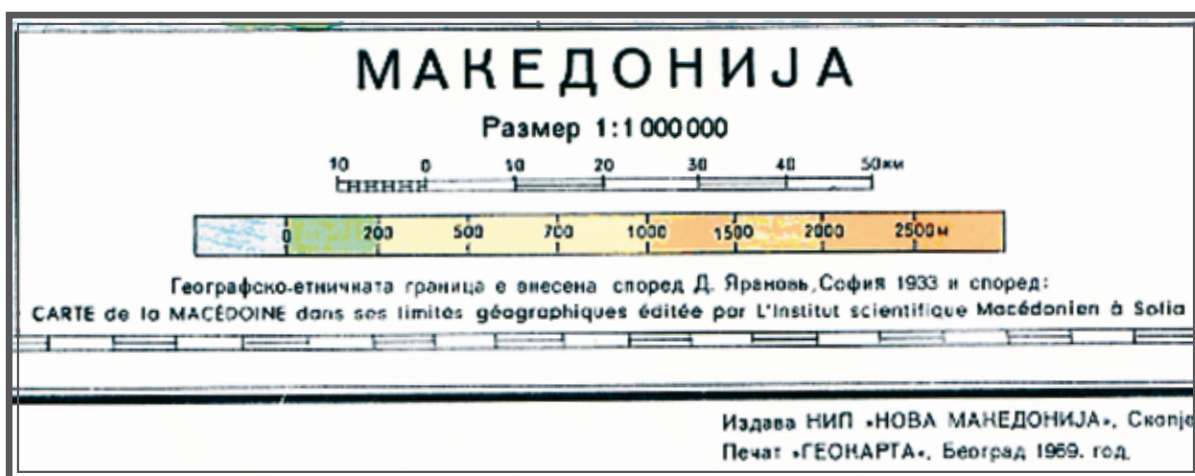 МАКЕДОНИЈА
Размер 1:1 000 000
10 0 10 20 30 40 50км
0 200 500 700 1000 1500 2000 2500м
Географско-етничката граница е внесена според Д. Ярановь, София 1933 и според:
CARTE de la MACÉDOINE dans ses limites géographiques éditée par L'Institut scientifique Macédonien à Sofia
Издава НИП «НОВА МАКЕДОНИЈА», Скопје
Печат «ГЕОКАРТА», Београд 1969. год.